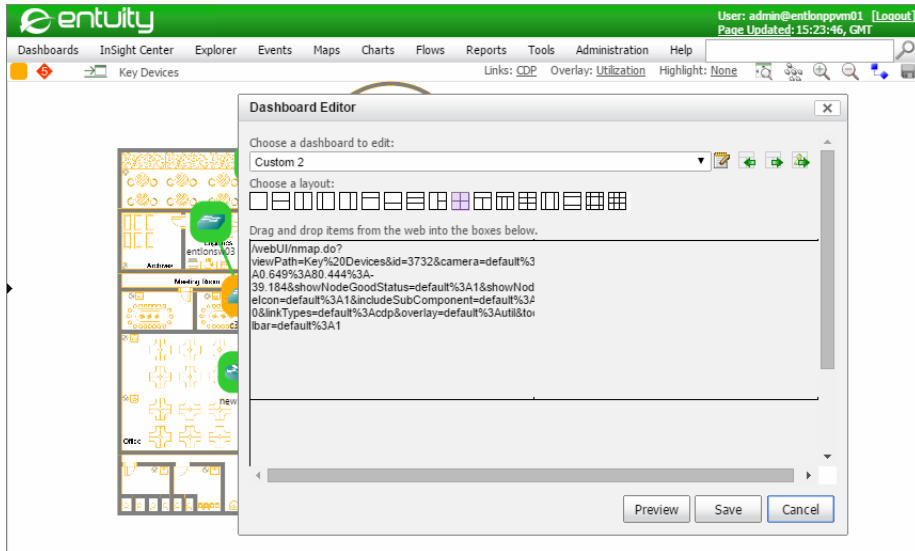 entuity
User: admin@entlonppvm01 [Logout]
Page Updated: 15:23:46, GMT
Dashboards InSight Center Explorer Events Maps Charts Flows Reports Tools Administration Help
5 Key Devices Links: CDP Overlay: Utilization Highlight: None
Dashboard Editor
Choose a dashboard to edit:
Custom 2
Choose a layout:
Drag and drop items from the web into the boxes below.
/webUI/nmap.do?
viewPath=Key%20Devices&id=3732&camera=default%3
A0.649%3A80.444%3A-
39.184&showNodeGoodStatus=default%3A1&showNod
eIcon=default%3A1&includeSubComponent=default%3A
0&linkTypes=default%3Acdp&overlay=default%3Autil&too
lbar=default%3A1
entlonsw03
Archives
Meeting Room
new
Office
Preview Save Cancel